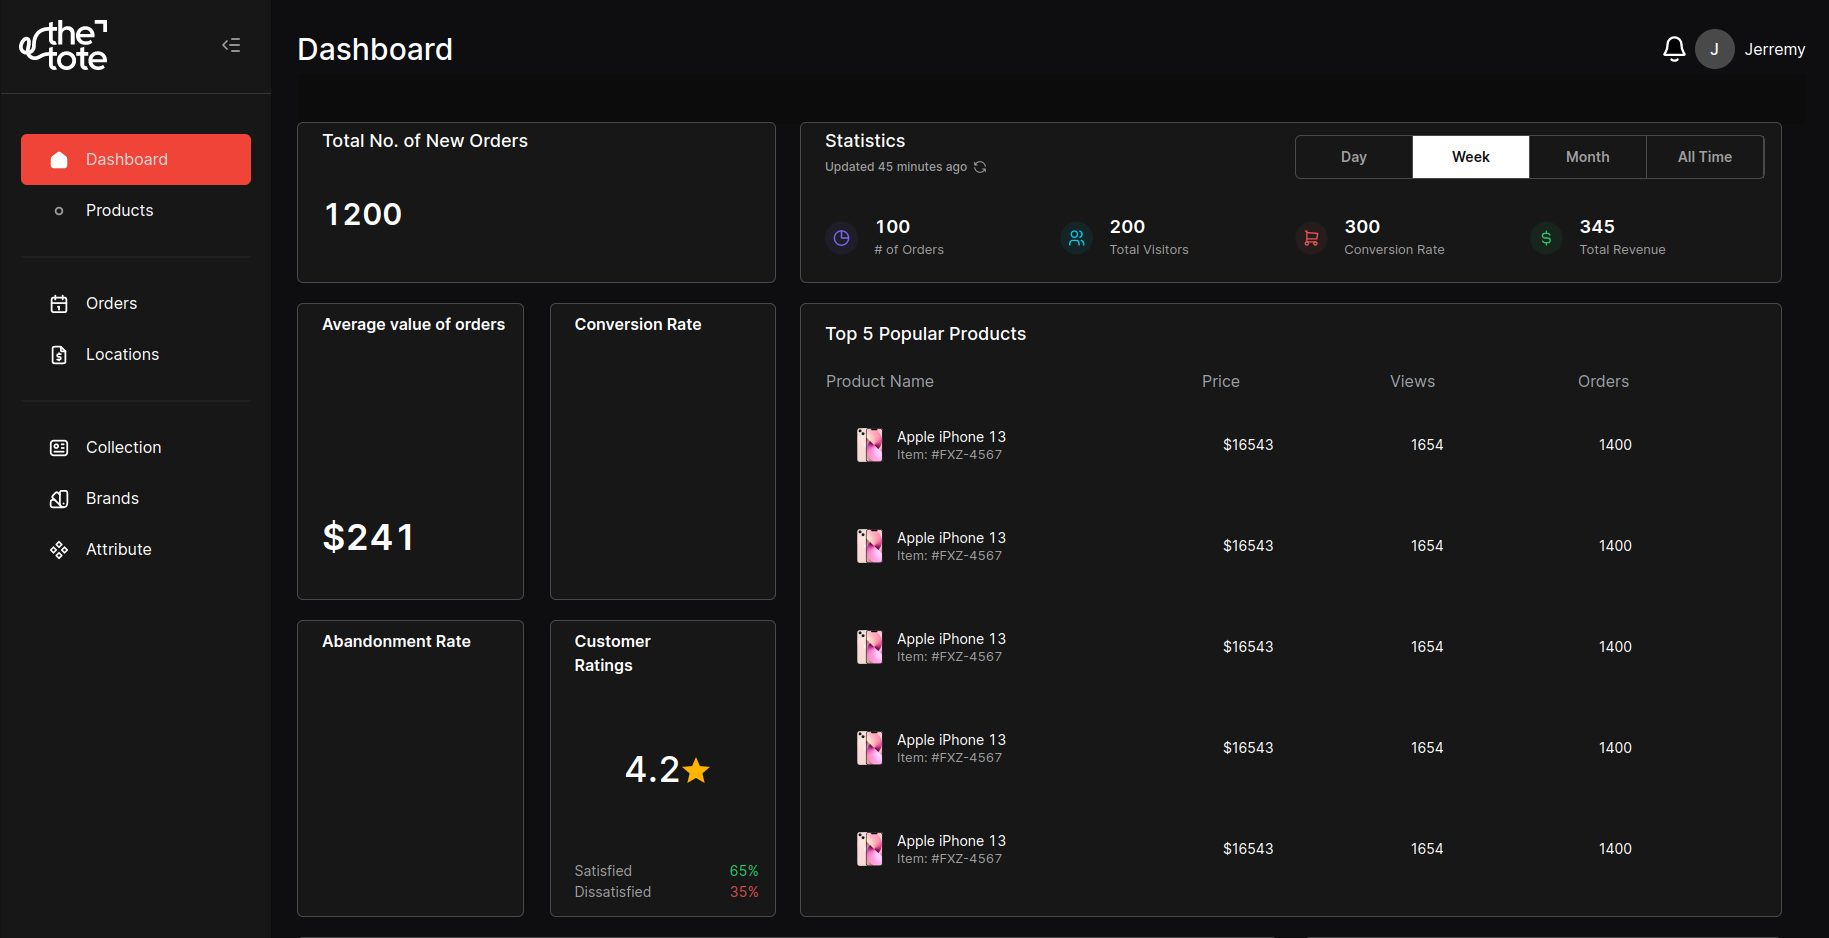 the
tote
Dashboard
J
Jerremy
Dashboard
Products
Orders
Locations
Collection
Brands
Attribute
Total No. of New Orders
1200
Statistics
Updated 45 minutes ago
Day
Week
Month
All Time
100
# of Orders
200
Total Visitors
300
Conversion Rate
345
Total Revenue
Average value of orders
$241
Conversion Rate
Abandonment Rate
Customer
Ratings
4.2
Satisfied 65%
Dissatisfied 35%
Top 5 Popular Products
Product Name Price Views Orders
Apple iPhone 13
Item: #FXZ-4567
$16543 1654 1400
Apple iPhone 13
Item: #FXZ-4567
$16543 1654 1400
Apple iPhone 13
Item: #FXZ-4567
$16543 1654 1400
Apple iPhone 13
Item: #FXZ-4567
$16543 1654 1400
Apple iPhone 13
Item: #FXZ-4567
$16543 1654 1400